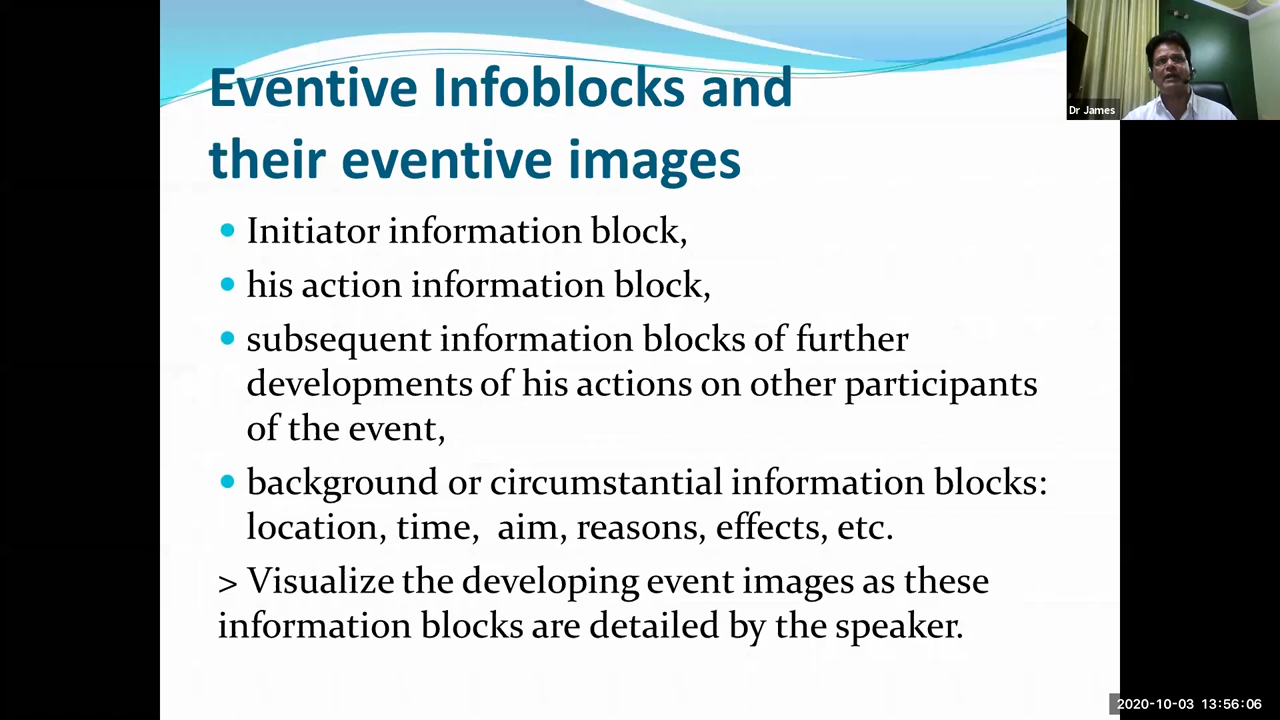 Eventive Infoblocks and
their eventive images
Dr James
• Initiator information block,
• his action information block,
• subsequent information blocks of further
developments of his actions on other participants
of the event,
• background or circumstantial information blocks:
location, time, aim, reasons, effects, etc.
> Visualize the developing event images as these
information blocks are detailed by the speaker.
2020-10-03 13:56:06